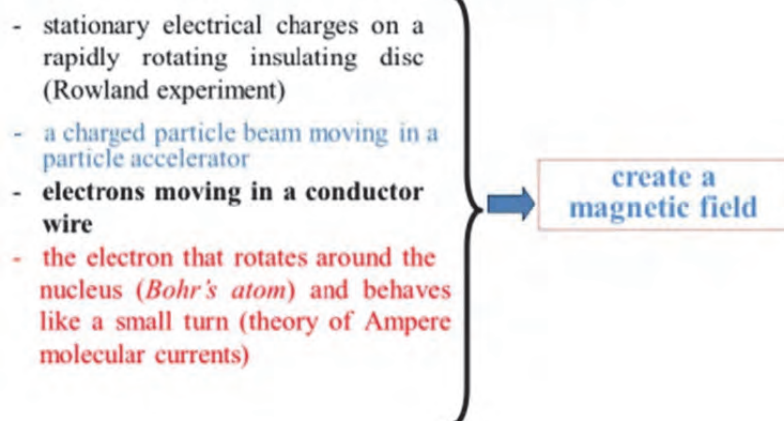 - stationary electrical charges on a
rapidly rotating insulating disc
(Rowland experiment)
- a charged particle beam moving in a
particle accelerator
- electrons moving in a conductor
wire
- the electron that rotates around the
nucleus (Bohr's atom) and behaves
like a small turn (theory of Ampere
molecular currents)
create a
magnetic field